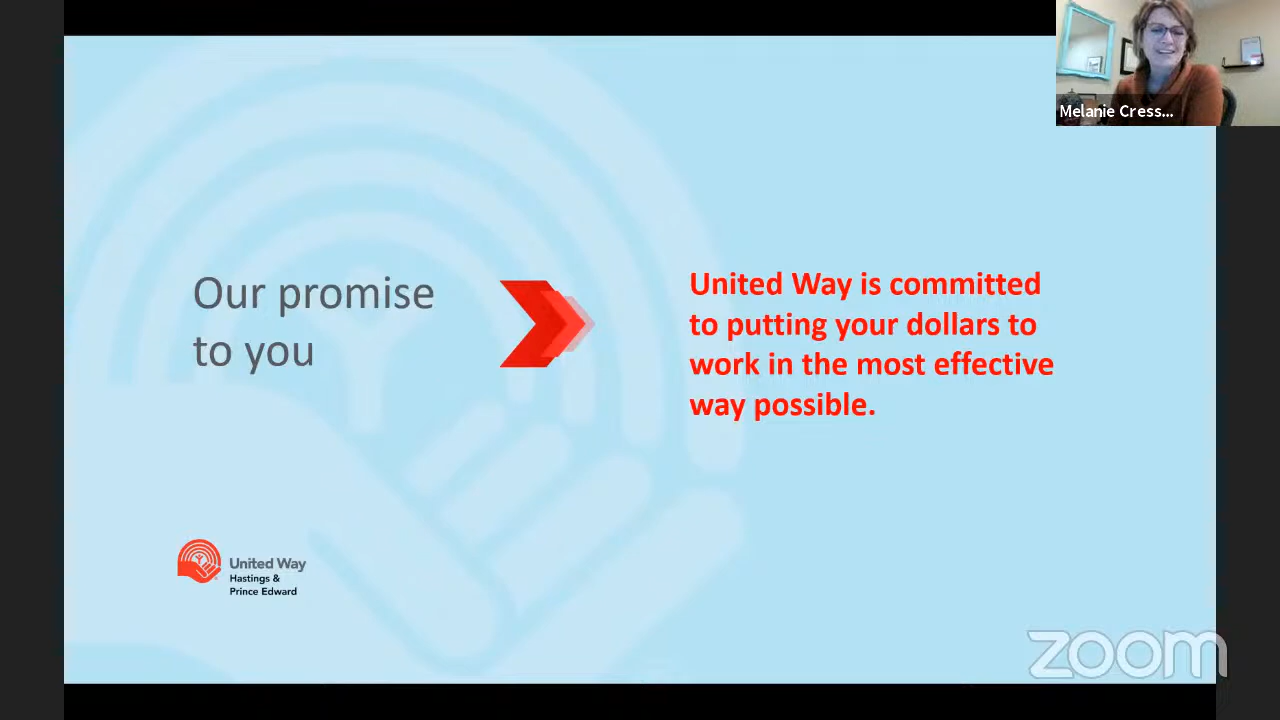 Melanie Cress...
Our promise
to you
United Way is committed
to putting your dollars to
work in the most effective
way possible.
United Way
Hastings &
Prince Edward
zoom